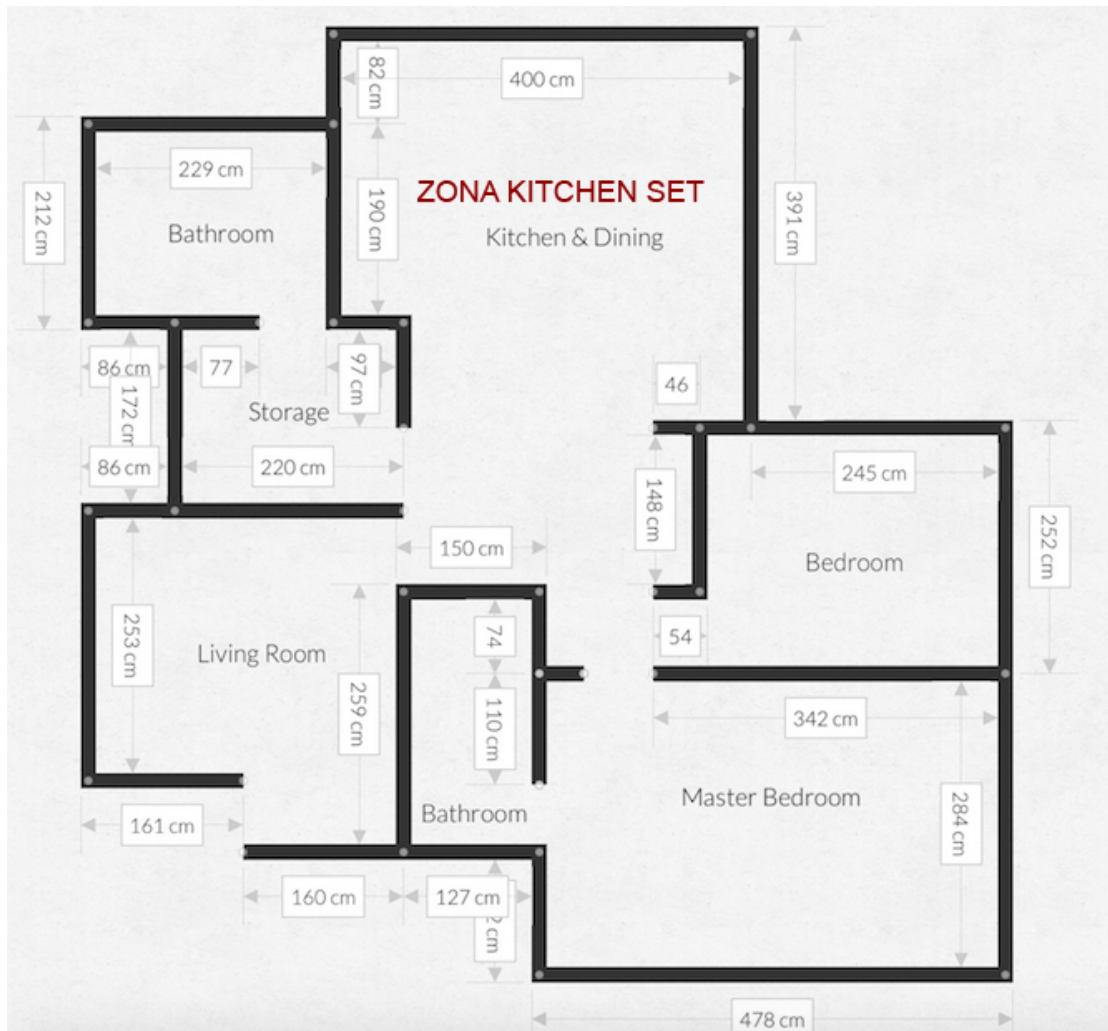 82 cm
400 cm
229 cm
ZONA KITCHEN SET
212 cm
190 cm
391 cm
Bathroom
Kitchen & Dining
86 cm
77
97 cm
46
172 cm
Storage
86 cm
220 cm
245 cm
148 cm
252 cm
150 cm
Bedroom
253 cm
74
54
Living Room
259 cm
110 cm
342 cm
Master Bedroom
Bathroom
284 cm
161 cm
160 cm
127 cm
cm
478 cm